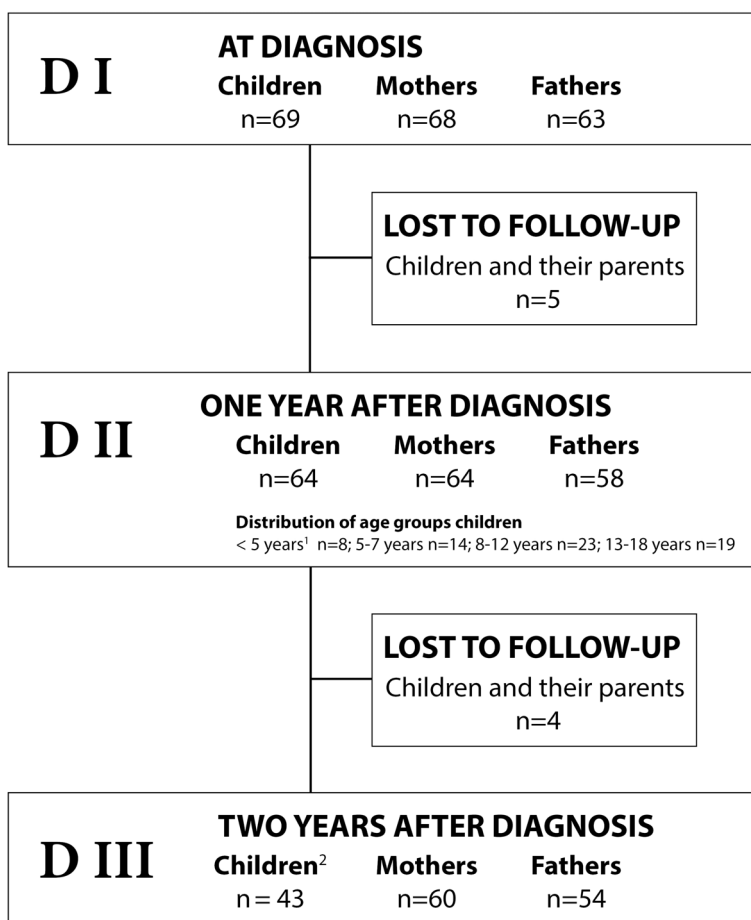 D I
AT DIAGNOSIS
Children Mothers Fathers
n=69 n=68 n=63
LOST TO FOLLOW-UP
Children and their parents
n=5
D II
ONE YEAR AFTER DIAGNOSIS
Children Mothers Fathers
n=64 n=64 n=58
Distribution of age groups children
< 5 years¹ n=8; 5-7 years n=14; 8-12 years n=23; 13-18 years n=19
LOST TO FOLLOW-UP
Children and their parents
n=4
D III
TWO YEARS AFTER DIAGNOSIS
Children² Mothers Fathers
n = 43 n=60 n=54